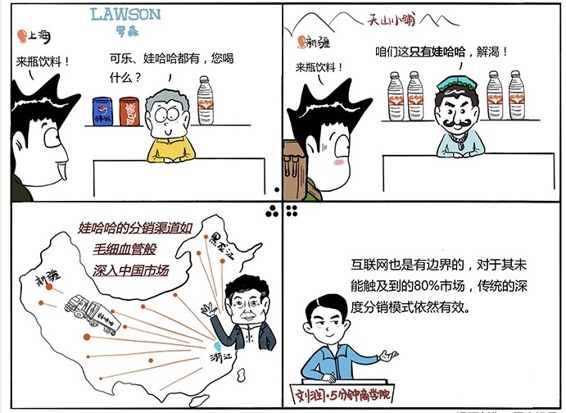 LAWSON
罗森
上海
来瓶饮料！
可乐、娃哈哈都有，您喝
什么？
天山小铺
新疆
来瓶饮料！
咱们这只有娃哈哈，解渴！
娃哈哈的分销渠道如
毛细血管般
深入中国市场
黑龙江
新疆
浙江
互联网也是有边界的，对于其未
能触及到的80%市场，传统的深
度分销模式依然有效。
刘润·5分钟商学院